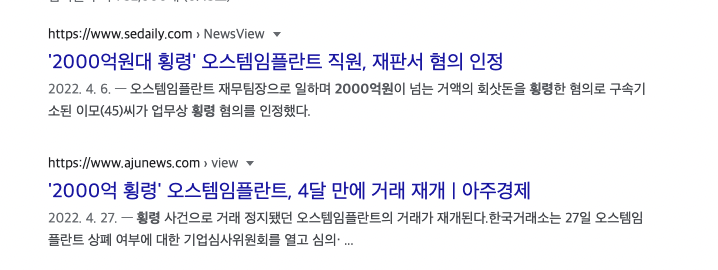 https://www.sedaily.com › NewsView
'2000억원대 횡령' 오스템임플란트 직원, 재판서 혐의 인정
2022. 4. 6. — 오스템임플란트 재무팀장으로 일하며 2000억원이 넘는 거액의 회삿돈을 횡령한 혐의로 구속기
소된 이모(45)씨가 업무상 횡령 혐의를 인정했다.
https://www.ajunews.com › view
'2000억 횡령' 오스템임플란트, 4달 만에 거래 재개 | 아주경제
2022. 4. 27. — 횡령 사건으로 거래 정지됐던 오스템임플란트의 거래가 재개된다.한국거래소는 27일 오스템임
플란트 상폐 여부에 대한 기업심사위원회를 열고 심의· ...